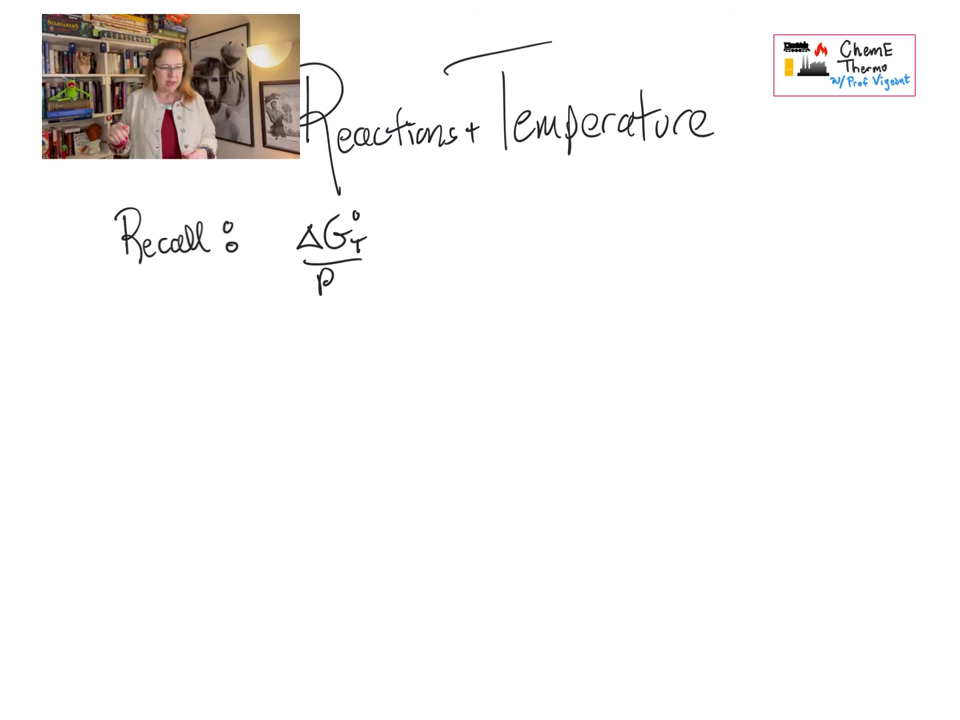 Reactions + Temperature
ChemE
Thermo
w/ Prof Vigeant
Recall: ΔG°T
R